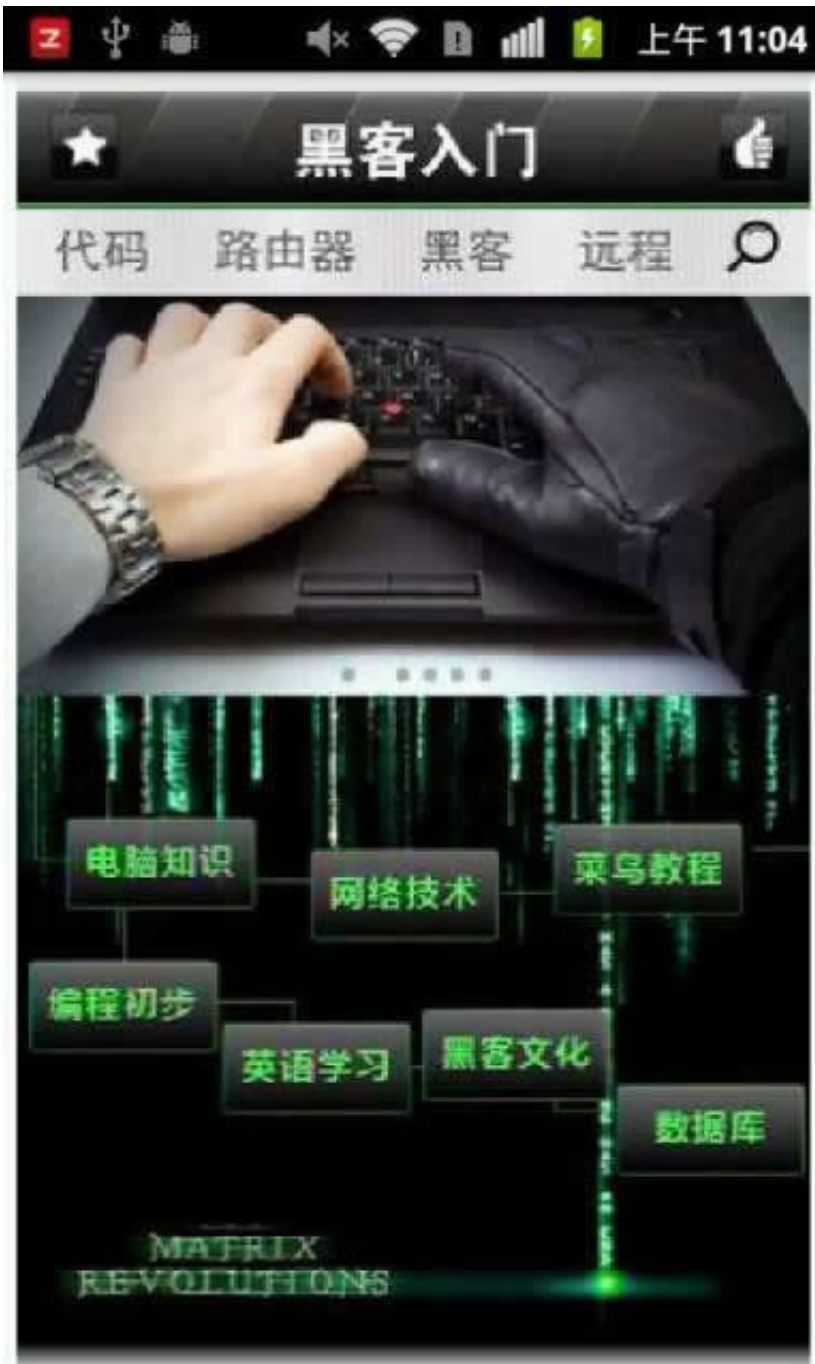 上午 11:04
黑客入门
代码 路由器 黑客 远程
电脑知识
网络技术
菜鸟教程
编程初步
英语学习
黑客文化
数据库
MATRIX
REVOLUTIONS